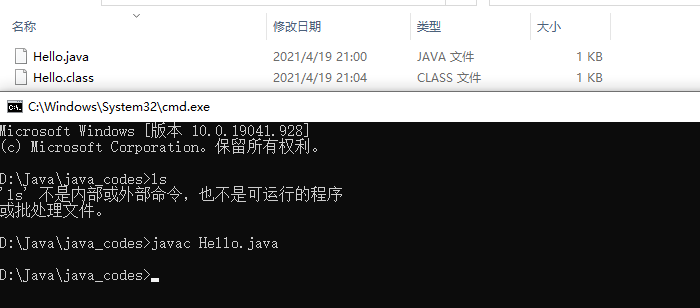 名称 修改日期 类型 大小
Hello.java 2021/4/19 21:00 JAVA 文件 1 KB
Hello.class 2021/4/19 21:04 CLASS 文件 1 KB
C:\Windows\System32\cmd.exe
Microsoft Windows [版本 10.0.19041.928]
(c) Microsoft Corporation。保留所有权利。
D:\Java\java_codes>ls
'ls' 不是内部或外部命令，也不是可运行的程序
或批处理文件。
D:\Java\java_codes>javac Hello.java
D:\Java\java_codes>